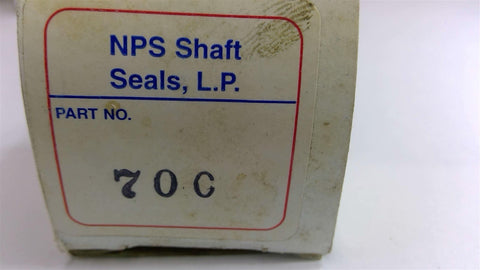 NPS Shaft
Seals, L.P.
PART NO.
70C